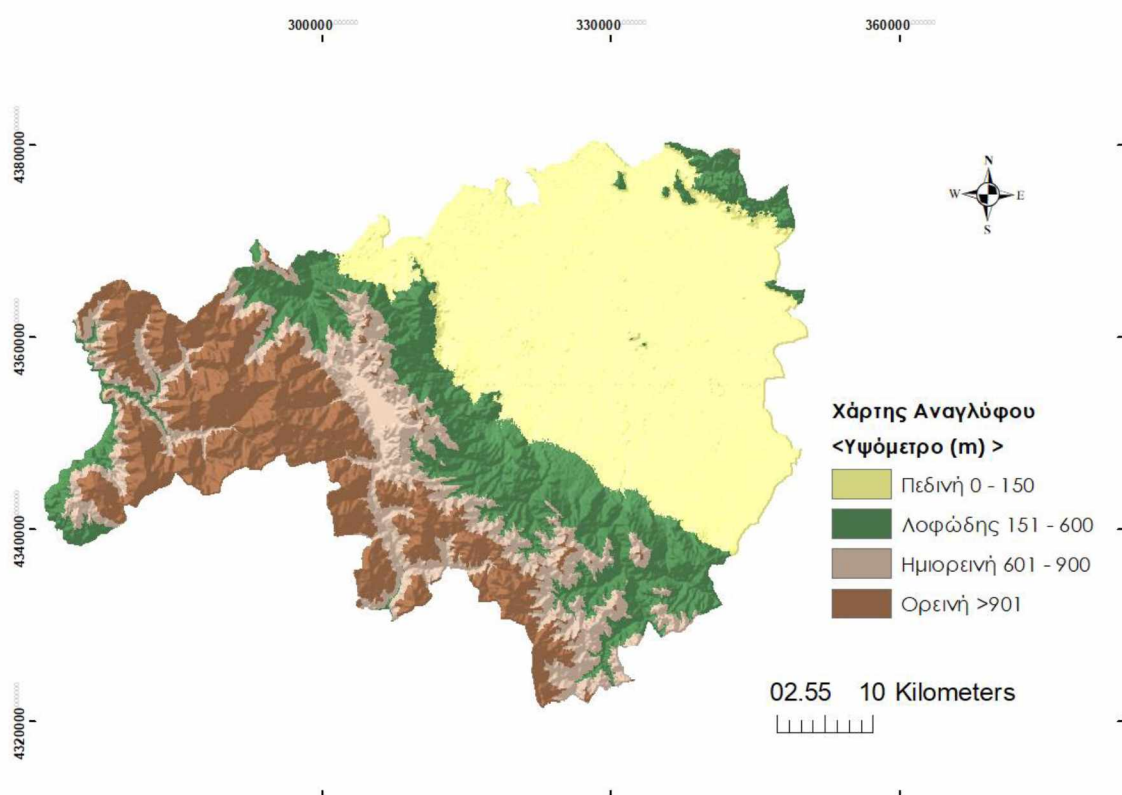 300000 330000 360000
4380000
4360000
4340000
4320000
N
W E
S
Χάρτης Αναγλύφου
<Υψόμετρο (m) >
Πεδινή 0 - 150
Λοφώδης 151 - 600
Ημιορεινή 601 - 900
Ορεινή >901
02.55 10 Kilometers